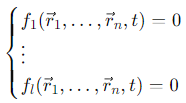 f₁(r⃗₁, . . . , r⃗ₙ, t) = 0
⋮
fₗ(r⃗₁, . . . , r⃗ₙ, t) = 0